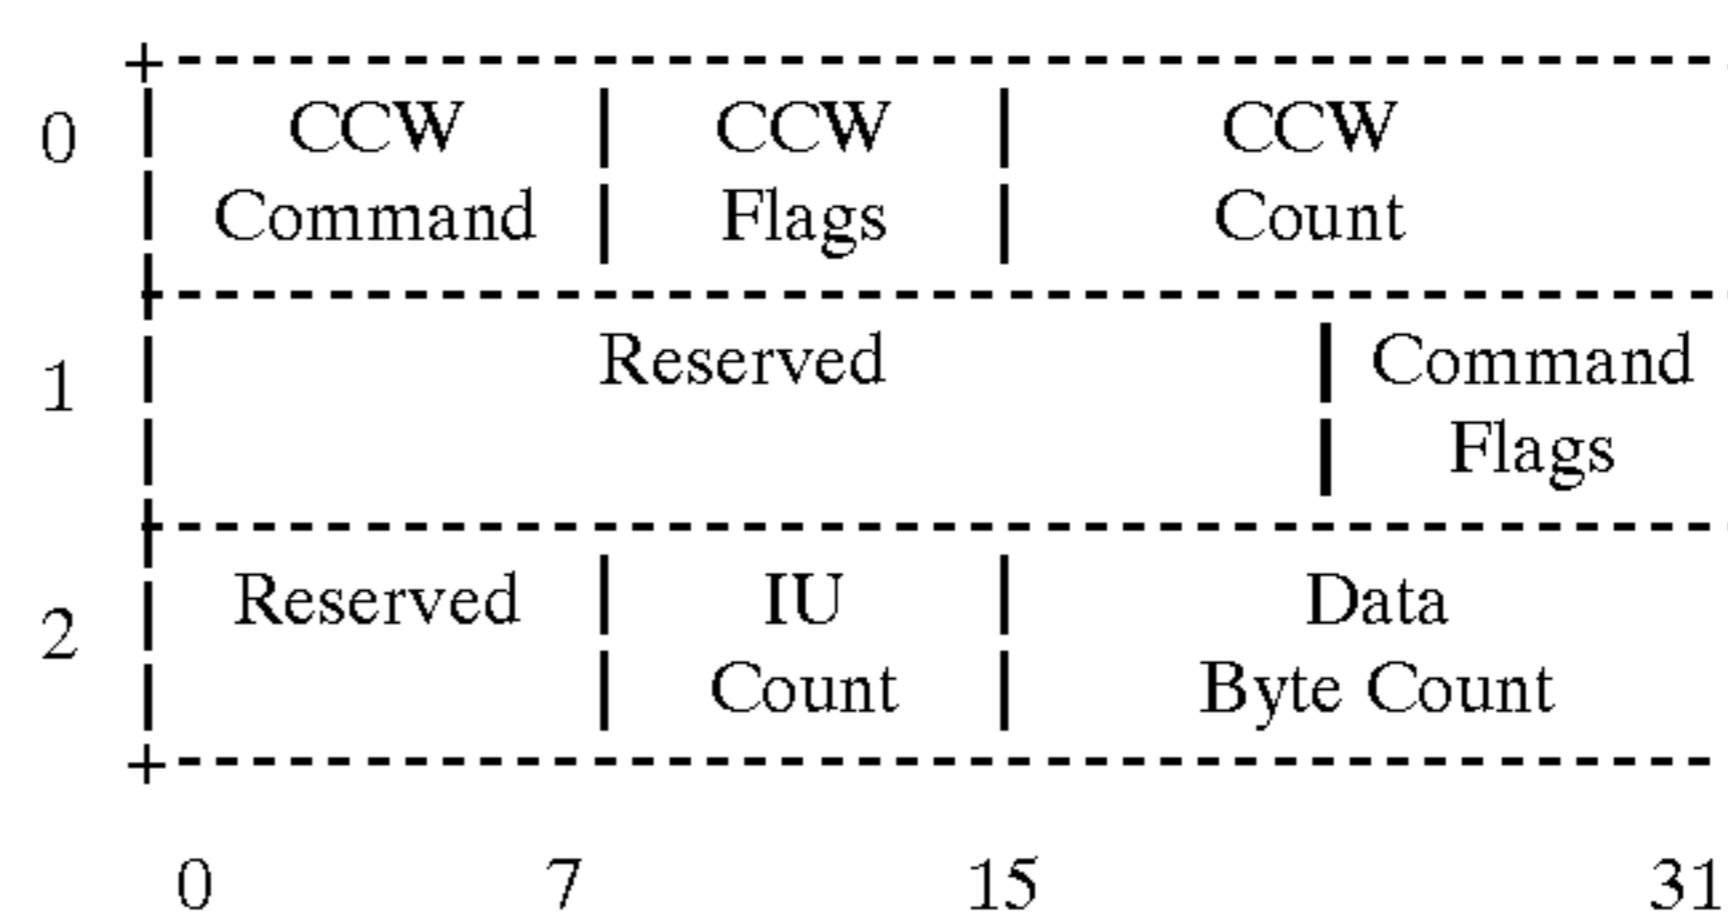 0 CCW CCW CCW
Command Flags Count
1 Reserved Command
Flags
2 Reserved IU Data
Count Byte Count
0 7 15 31